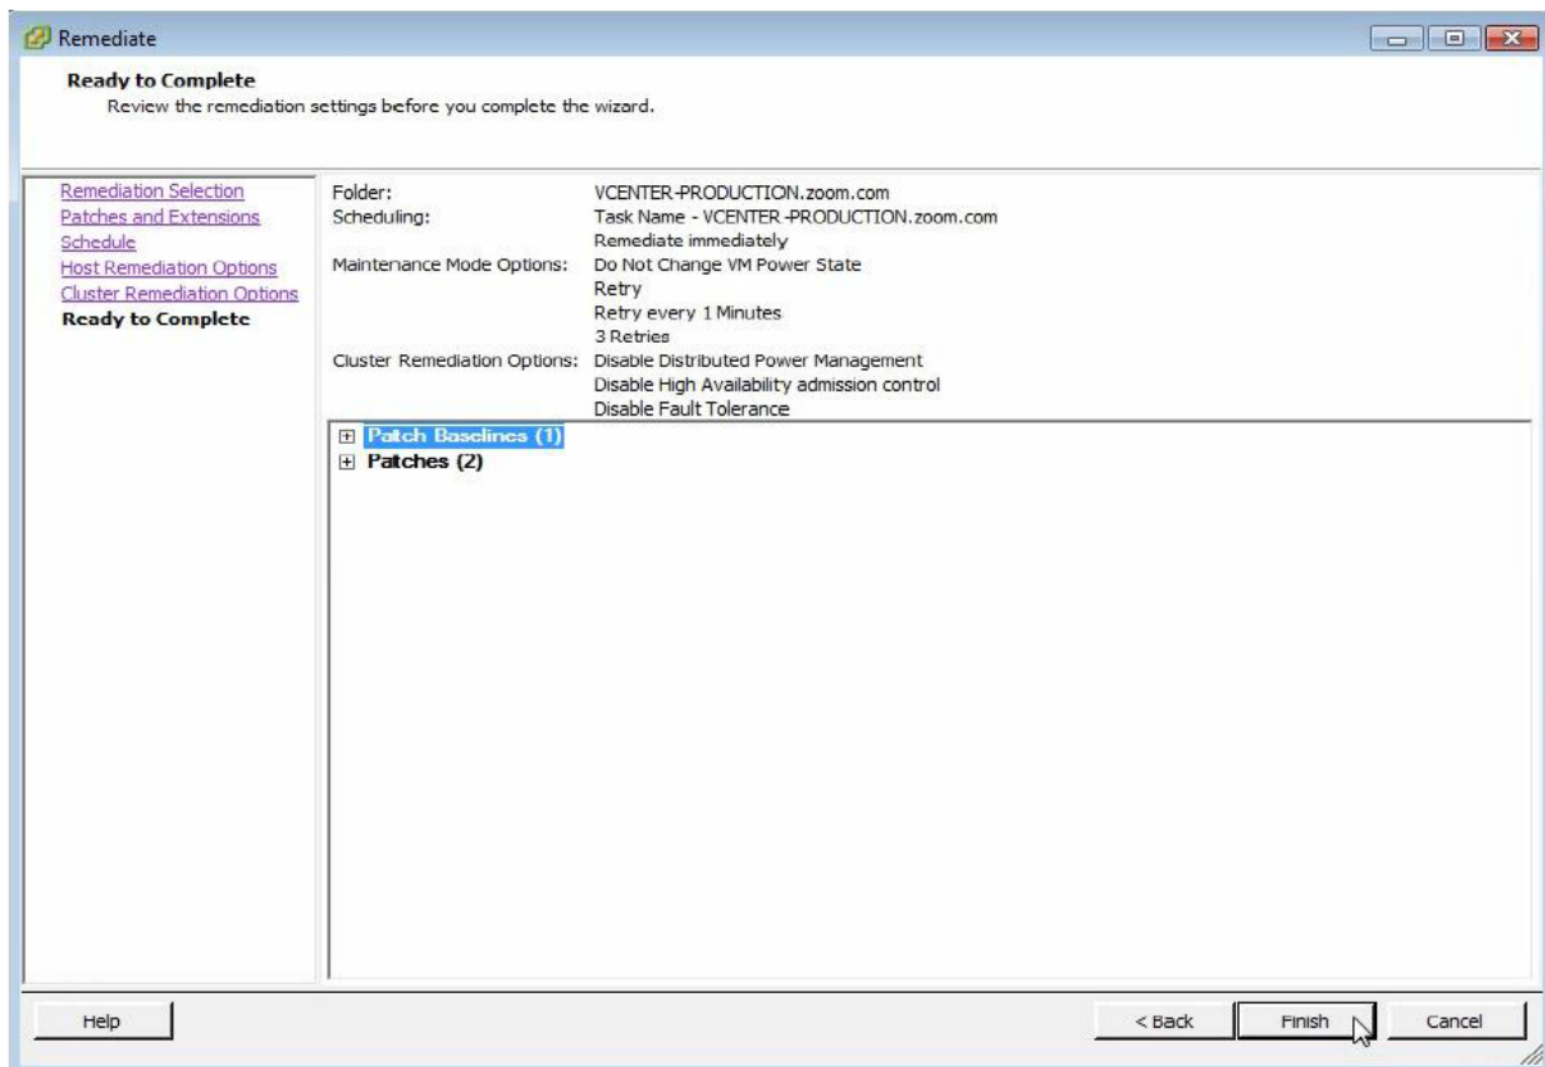 Remediate
Ready to Complete
Review the remediation settings before you complete the wizard.
Remediation Selection
Patches and Extensions
Schedule
Host Remediation Options
Cluster Remediation Options
Ready to Complete
Folder: VCENTER-PRODUCTION.zoom.com
Scheduling: Task Name - VCENTER-PRODUCTION.zoom.com
Remediate immediately
Maintenance Mode Options: Do Not Change VM Power State
Retry
Retry every 1 Minutes
3 Retries
Cluster Remediation Options: Disable Distributed Power Management
Disable High Availability admission control
Disable Fault Tolerance
Patch Baselines (1)
Patches (2)
Help
< Back
Finish
Cancel